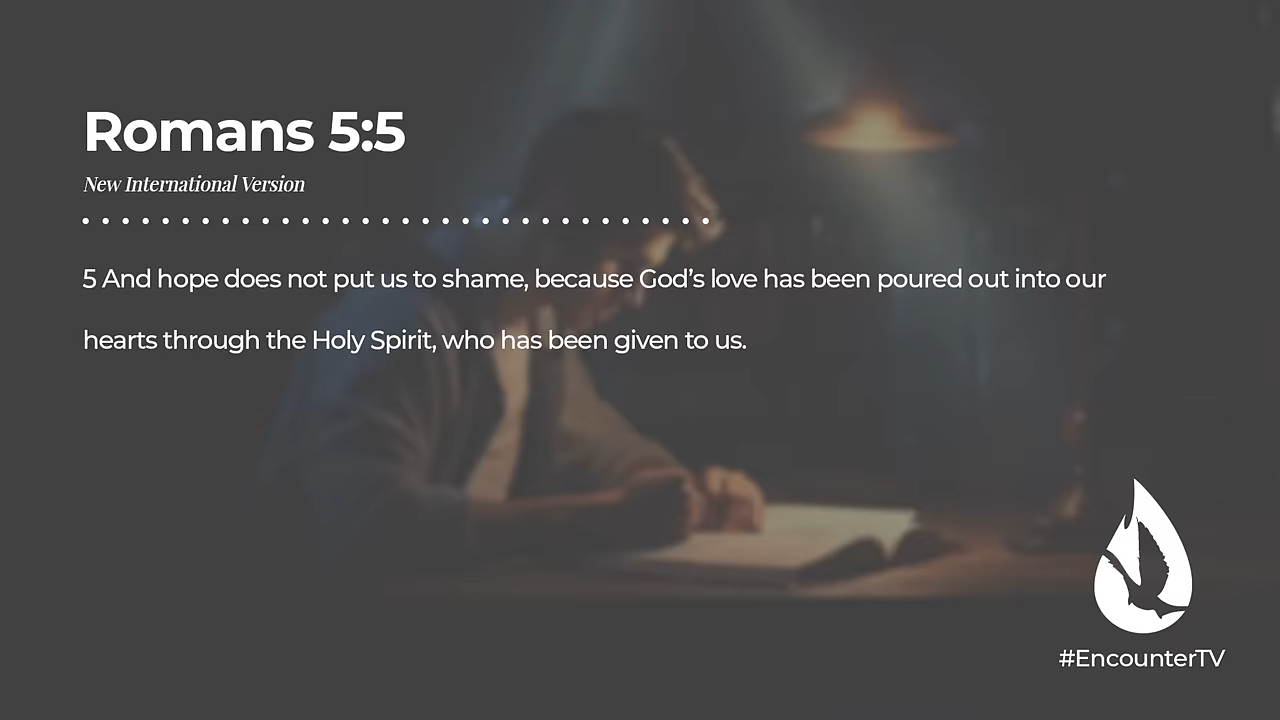 Romans 5:5
New International Version
5 And hope does not put us to shame, because God’s love has been poured out into our
hearts through the Holy Spirit, who has been given to us.
#EncounterTV